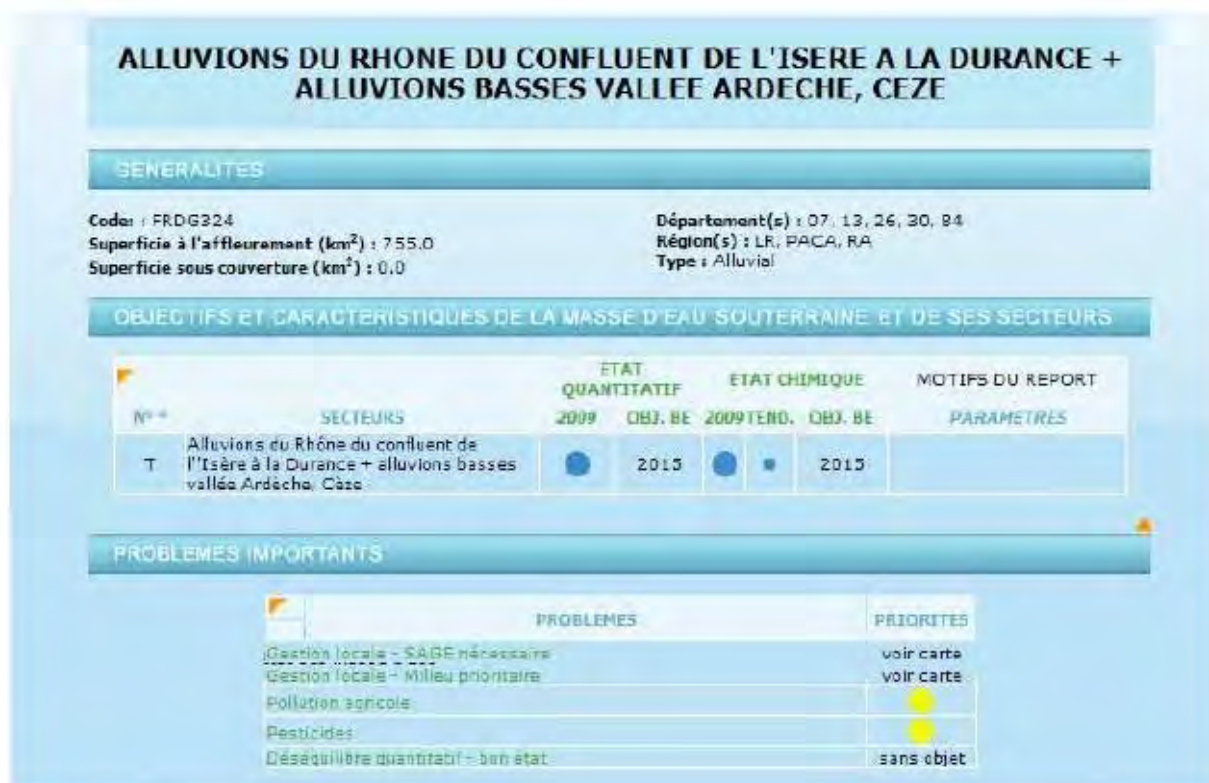 ALLUVIONS DU RHONE DU CONFLUENT DE L'ISERE A LA DURANCE +
ALLUVIONS BASSES VALLEE ARDECHE, CEZE
GENERALITES
Code: : FRDG324
Superficie à l'affleurement (km²) : 755.0
Superficie sous couverture (km²) : 0.0
Département(s) : 07, 13, 26, 30, 84
Région(s) : LR, PACA, RA
Type : Alluvial
OBJECTIFS ET CARACTERISTIQUES DE LA MASSE D'EAU SOUTERRAINE ET DE SES SECTEURS
ETAT QUANTITATIF ETAT CHIMIQUE MOTIFS DU REPORT
N° * SECTEURS 2009 OBJ. BE 2009 TEND. OBJ. BE PARAMETRES
Alluvions du Rhône du confluent de
T l''Isère à la Durance + alluvions basses 2015 2015
vallée Ardèche, Cèze
PROBLEMES IMPORTANTS
PROBLEMES PRIORITES
Gestion locale - SAGE nécessaire voir carte
Gestion locale - Milieu prioritaire voir carte
Pollution agricole
Pesticides
Déséquilibre quantitatif - bon état sans objet